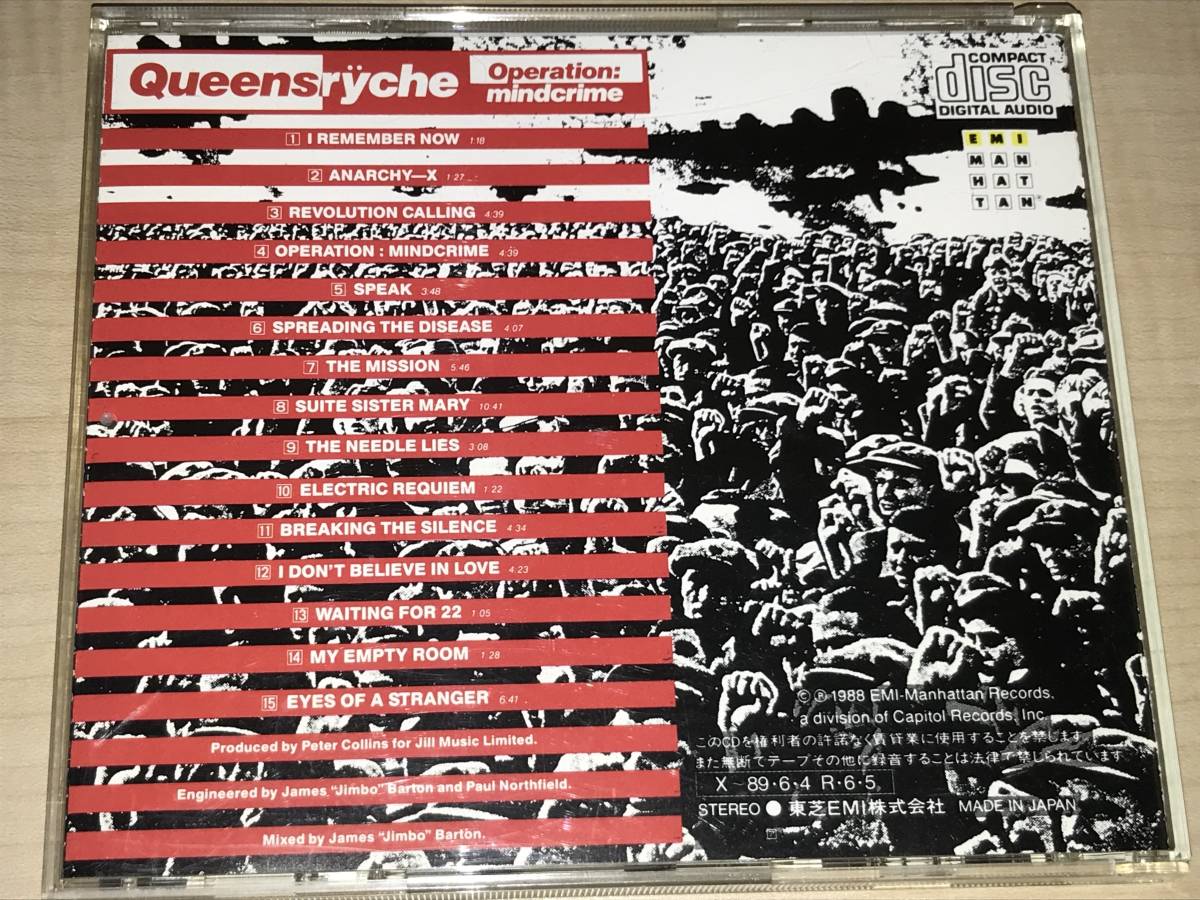 Queensrÿche
Operation:
mindcrime
COMPACT
disc
DIGITAL AUDIO
EMI
MAN
HAT
TAN
1 I REMEMBER NOW 1:18
2 ANARCHY—X 1:27
3 REVOLUTION CALLING 4:39
4 OPERATION : MINDCRIME 4:39
5 SPEAK 3:48
6 SPREADING THE DISEASE 4:07
7 THE MISSION 5:46
8 SUITE SISTER MARY 10:41
9 THE NEEDLE LIES 3:08
10 ELECTRIC REQUIEM 1:22
11 BREAKING THE SILENCE 4:34
12 I DON'T BELIEVE IN LOVE 4:23
13 WAITING FOR 22 1:05
14 MY EMPTY ROOM 1:28
15 EYES OF A STRANGER 6:41
Produced by Peter Collins for Jill Music Limited.
Engineered by James "Jimbo" Barton and Paul Northfield.
Mixed by James "Jimbo" Barton.
© ℗ 1988 EMI-Manhattan Records,
a division of Capitol Records, Inc.
このCDを権利者の許諾なく賃貸業に使用することを禁じます。
また無断でテープその他に録音することは法律で禁じられています。
X~89・6・4 R・6・5
STEREO ● 東芝EMI株式会社 MADE IN JAPAN